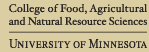 College of Food, Agricultural
and Natural Resource Sciences
UNIVERSITY OF MINNESOTA